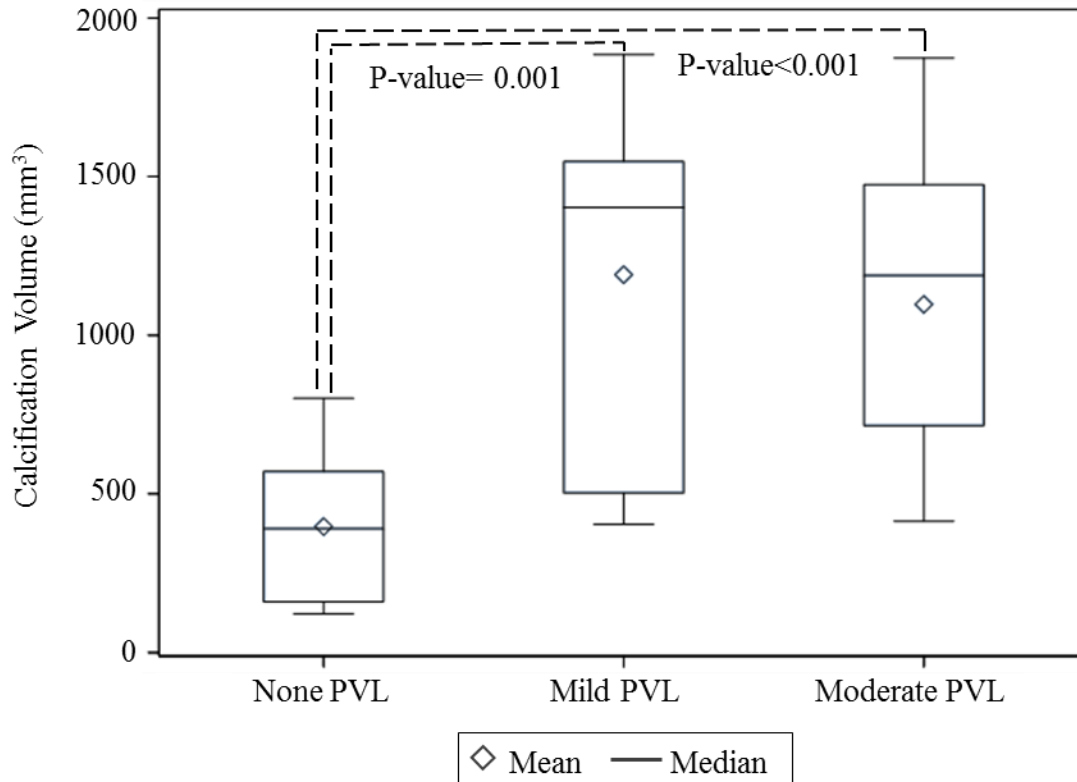 2000
P-value= 0.001
P-value<0.001
1500
1000
500
0
Calcification Volume (mm³)
None PVL
Mild PVL
Moderate PVL
Mean
Median